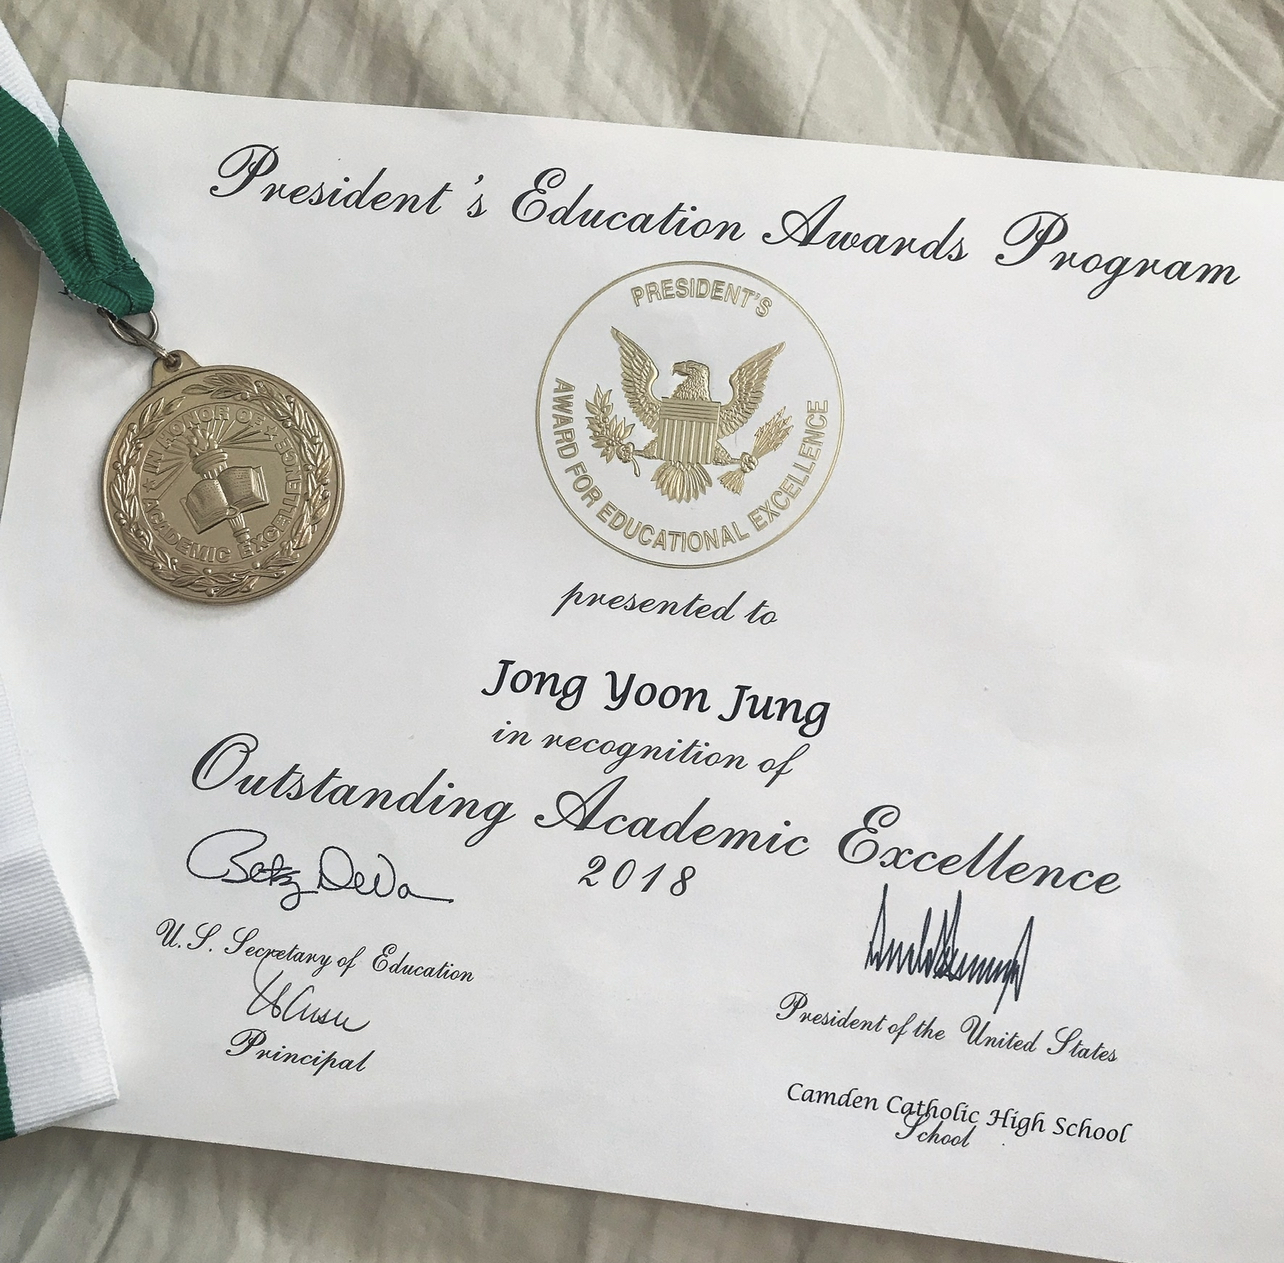 President's Education Awards Program
PRESIDENT'S
AWARD FOR EDUCATIONAL EXCELLENCE
IN HONOR OF
ACADEMIC EXCELLENCE
presented to
Jong Yoon Jung
in recognition of
Outstanding Academic Excellence
2018
Betsy DeVos
U.S. Secretary of Education
Principal
President of the United States
Camden Catholic High School
School